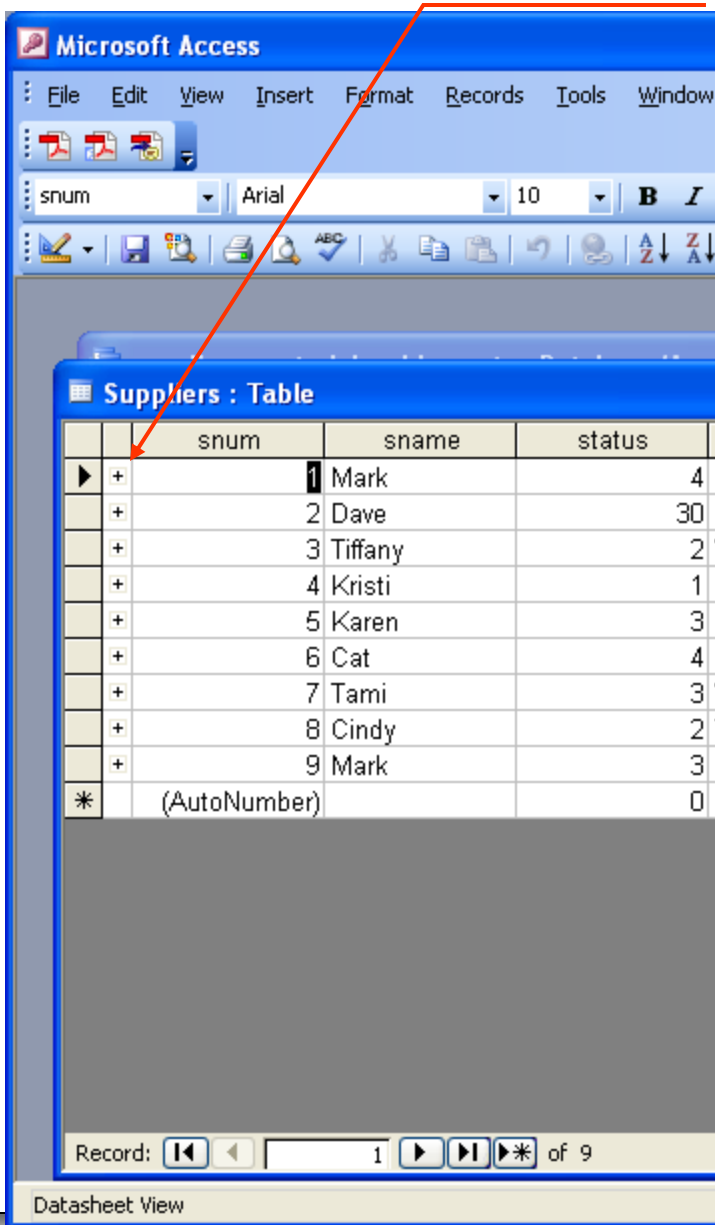 Microsoft Access
File Edit View Insert Format Records Tools Window
snum Arial 10 B I
ABC A Z Z A
Suppliers : Table
snum sname status
1 Mark 4
2 Dave 30
3 Tiffany 2
4 Kristi 1
5 Karen 3
6 Cat 4
7 Tami 3
8 Cindy 2
9 Mark 3
(AutoNumber) 0
Record: 1 of 9
Datasheet View